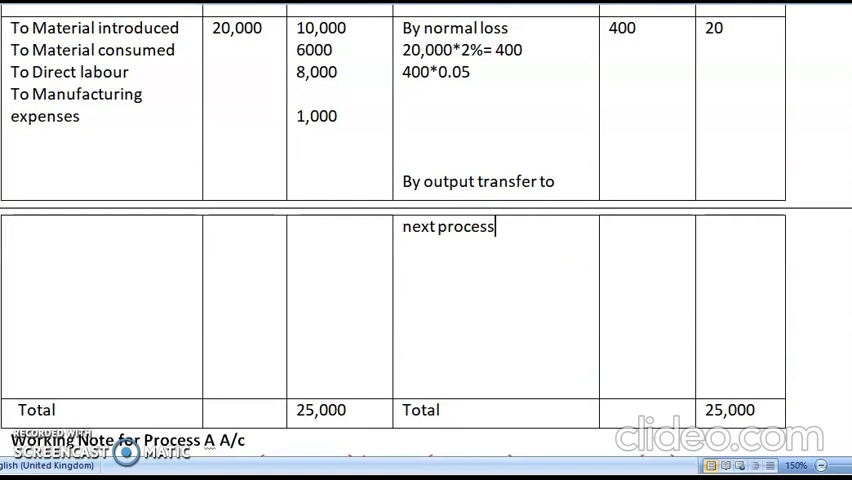 To Material introduced 20,000 10,000 By normal loss 400 20
To Material consumed 6000 20,000*2%= 400
To Direct labour 8,000 400*0.05
To Manufacturing
expenses 1,000
By output transfer to
next process
Total 25,000 Total 25,000
Working Note for Process A A/c
RECORDED WITH
SCREENCAST MATIC
clideo.com
glish (United Kingdom) 150%